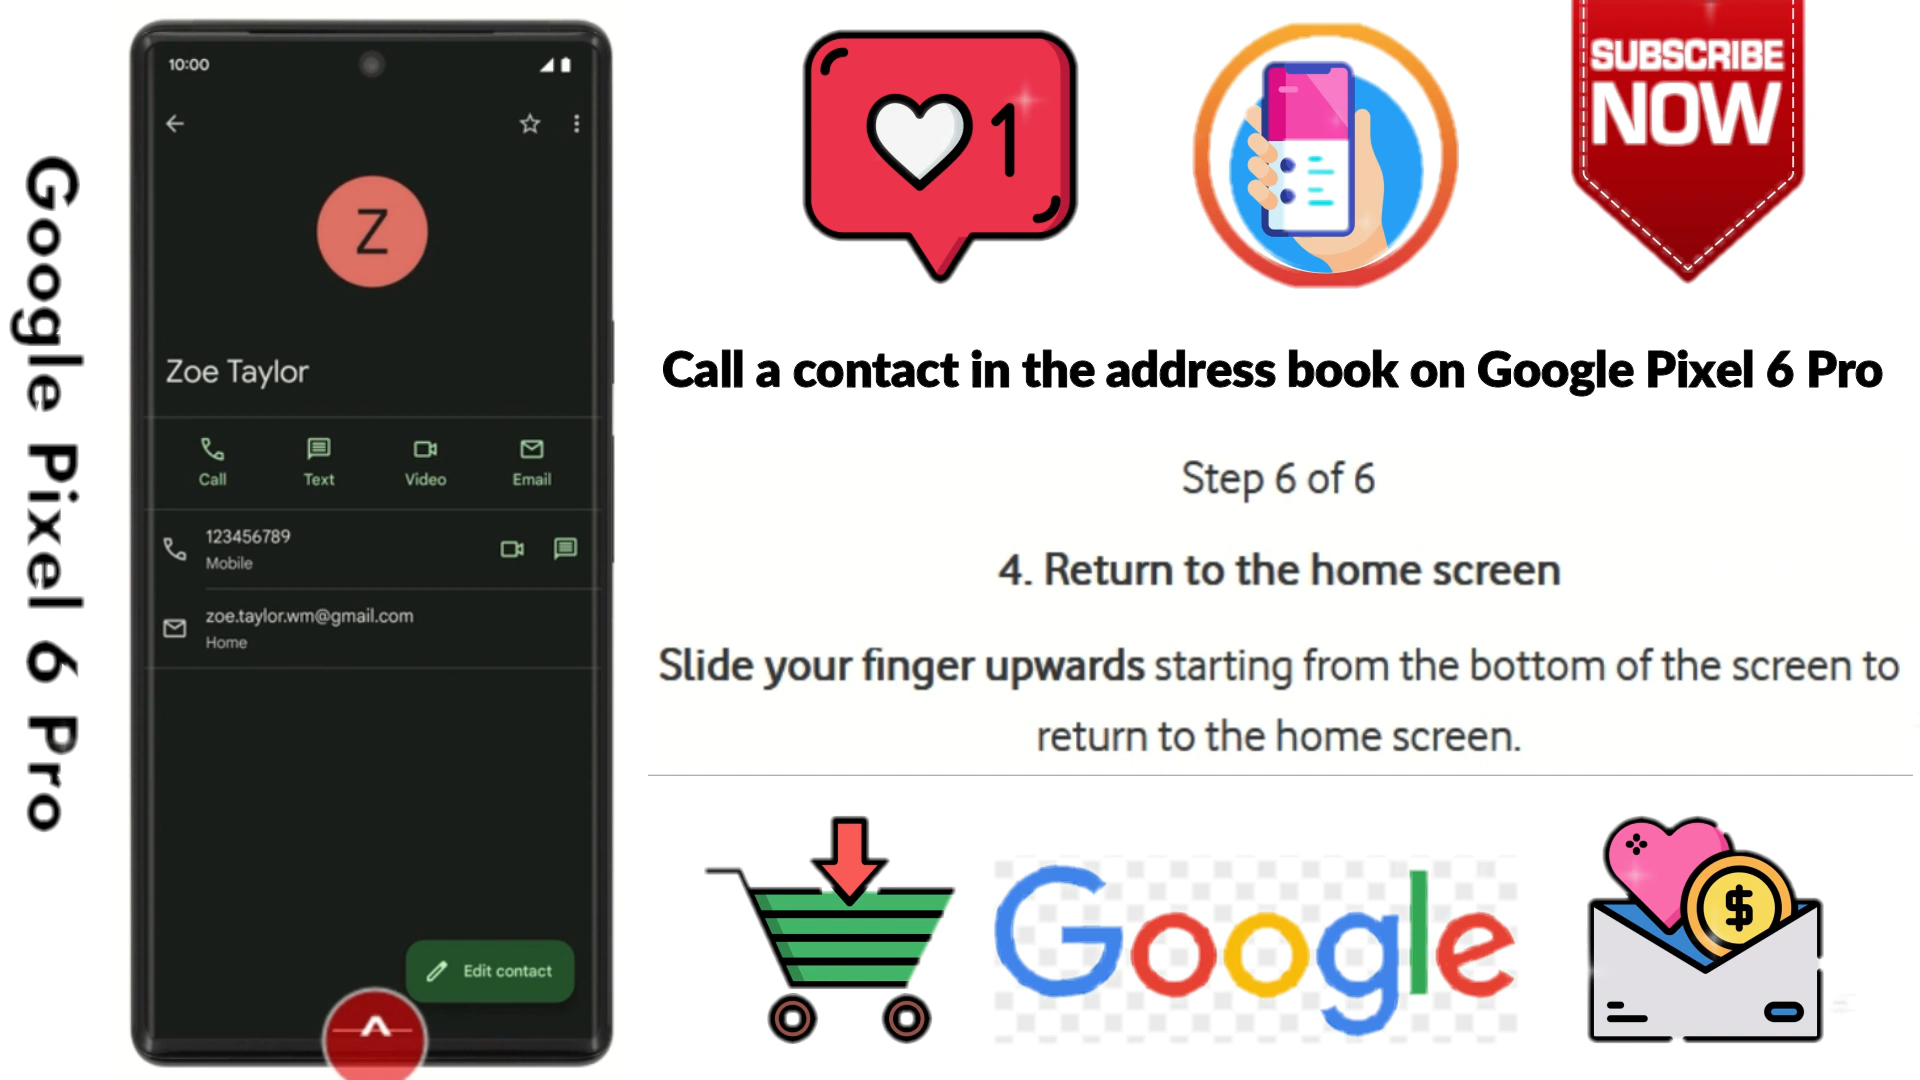 Google Pixel 6 Pro
10:00
Z
Zoe Taylor
Call Text Video Email
123456789
Mobile
zoe.taylor.wm@gmail.com
Home
Edit contact
1
SUBSCRIBE
NOW
Call a contact in the address book on Google Pixel 6 Pro
Step 6 of 6
4. Return to the home screen
Slide your finger upwards starting from the bottom of the screen to
return to the home screen.
Google
$